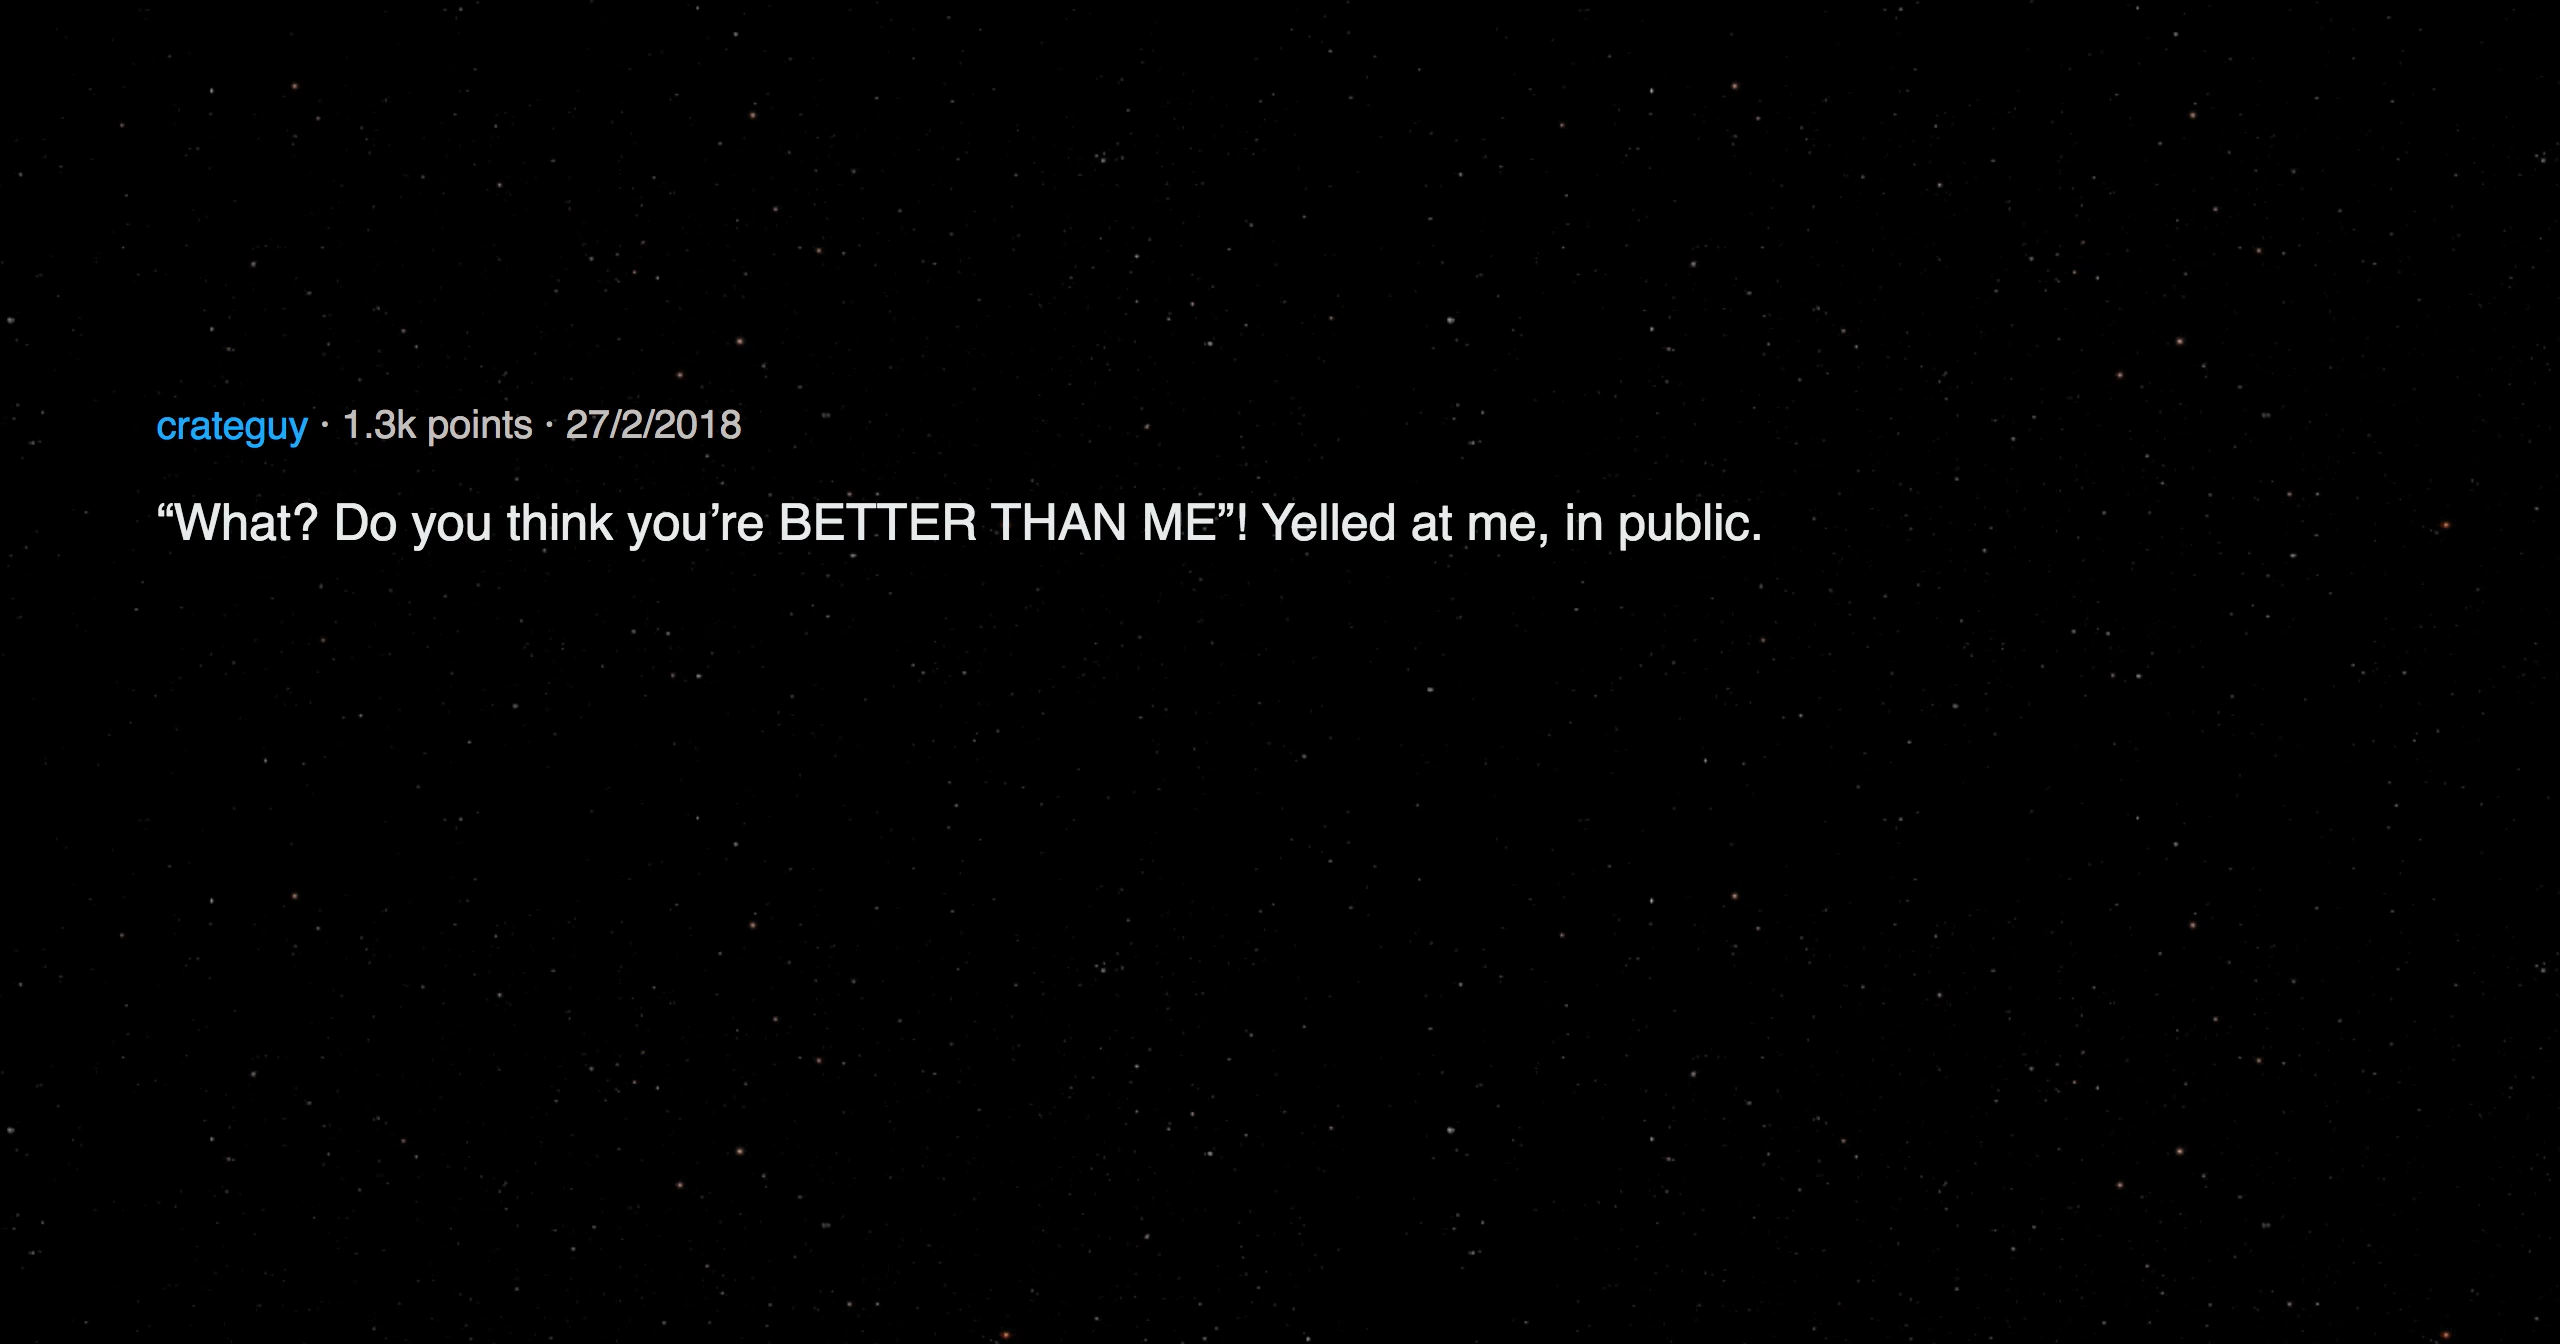 crateguy · 1.3k points · 27/2/2018
“What? Do you think you’re BETTER THAN ME”! Yelled at me, in public.